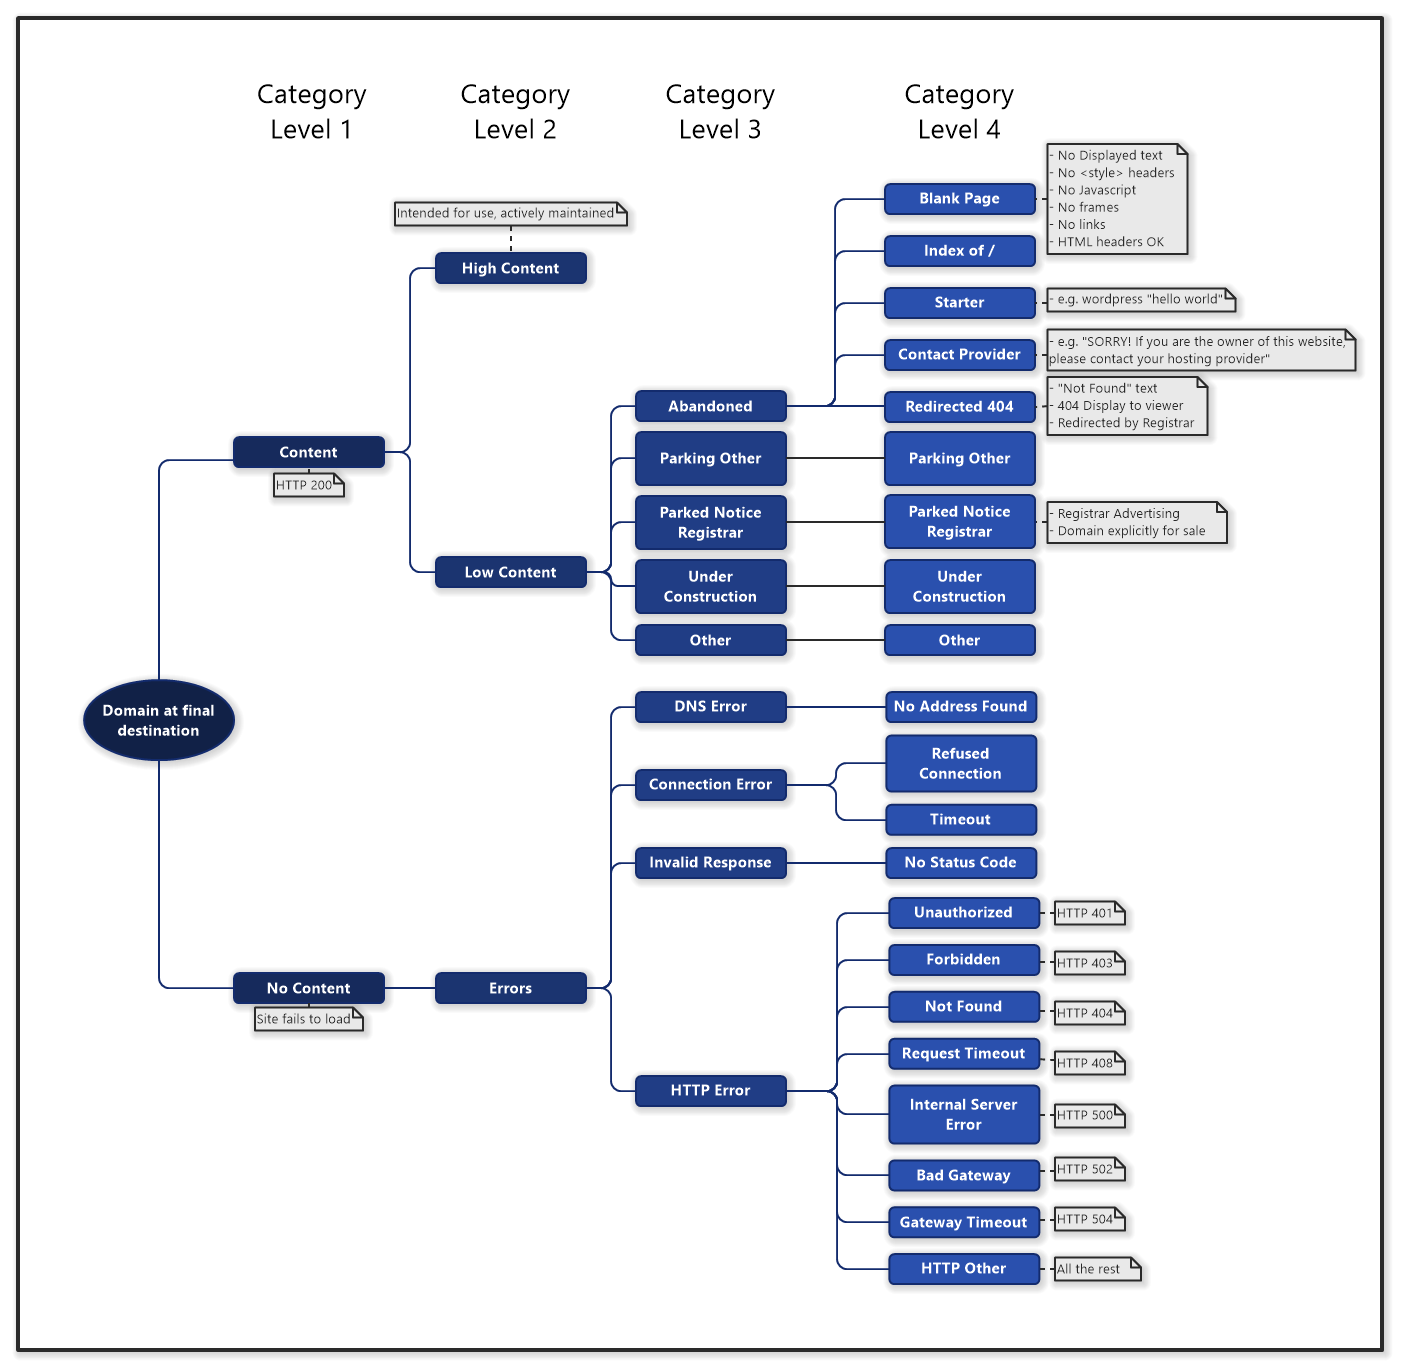 Category
Level 1
Category
Level 2
Category
Level 3
Category
Level 4
- No Displayed text
- No <style> headers
- No Javascript
- No frames
- No links
- HTML headers OK
Blank Page
Intended for use, actively maintained
High Content
Index of /
Starter
- e.g. wordpress "hello world"
Contact Provider
- e.g. "SORRY! If you are the owner of this website,
please contact your hosting provider"
Abandoned
Redirected 404
- "Not Found" text
- 404 Display to viewer
- Redirected by Registrar
Content
HTTP 200
Parking Other
Parking Other
Parked Notice
Registrar
Parked Notice
Registrar
- Registrar Advertising
- Domain explicitly for sale
Low Content
Under
Construction
Under
Construction
Other
Other
Domain at final
destination
DNS Error
No Address Found
Connection Error
Refused
Connection
Timeout
Invalid Response
No Status Code
Unauthorized
HTTP 401
Forbidden
HTTP 403
No Content
Site fails to load
Errors
Not Found
HTTP 404
Request Timeout
HTTP 408
HTTP Error
Internal Server
Error
HTTP 500
Bad Gateway
HTTP 502
Gateway Timeout
HTTP 504
HTTP Other
All the rest